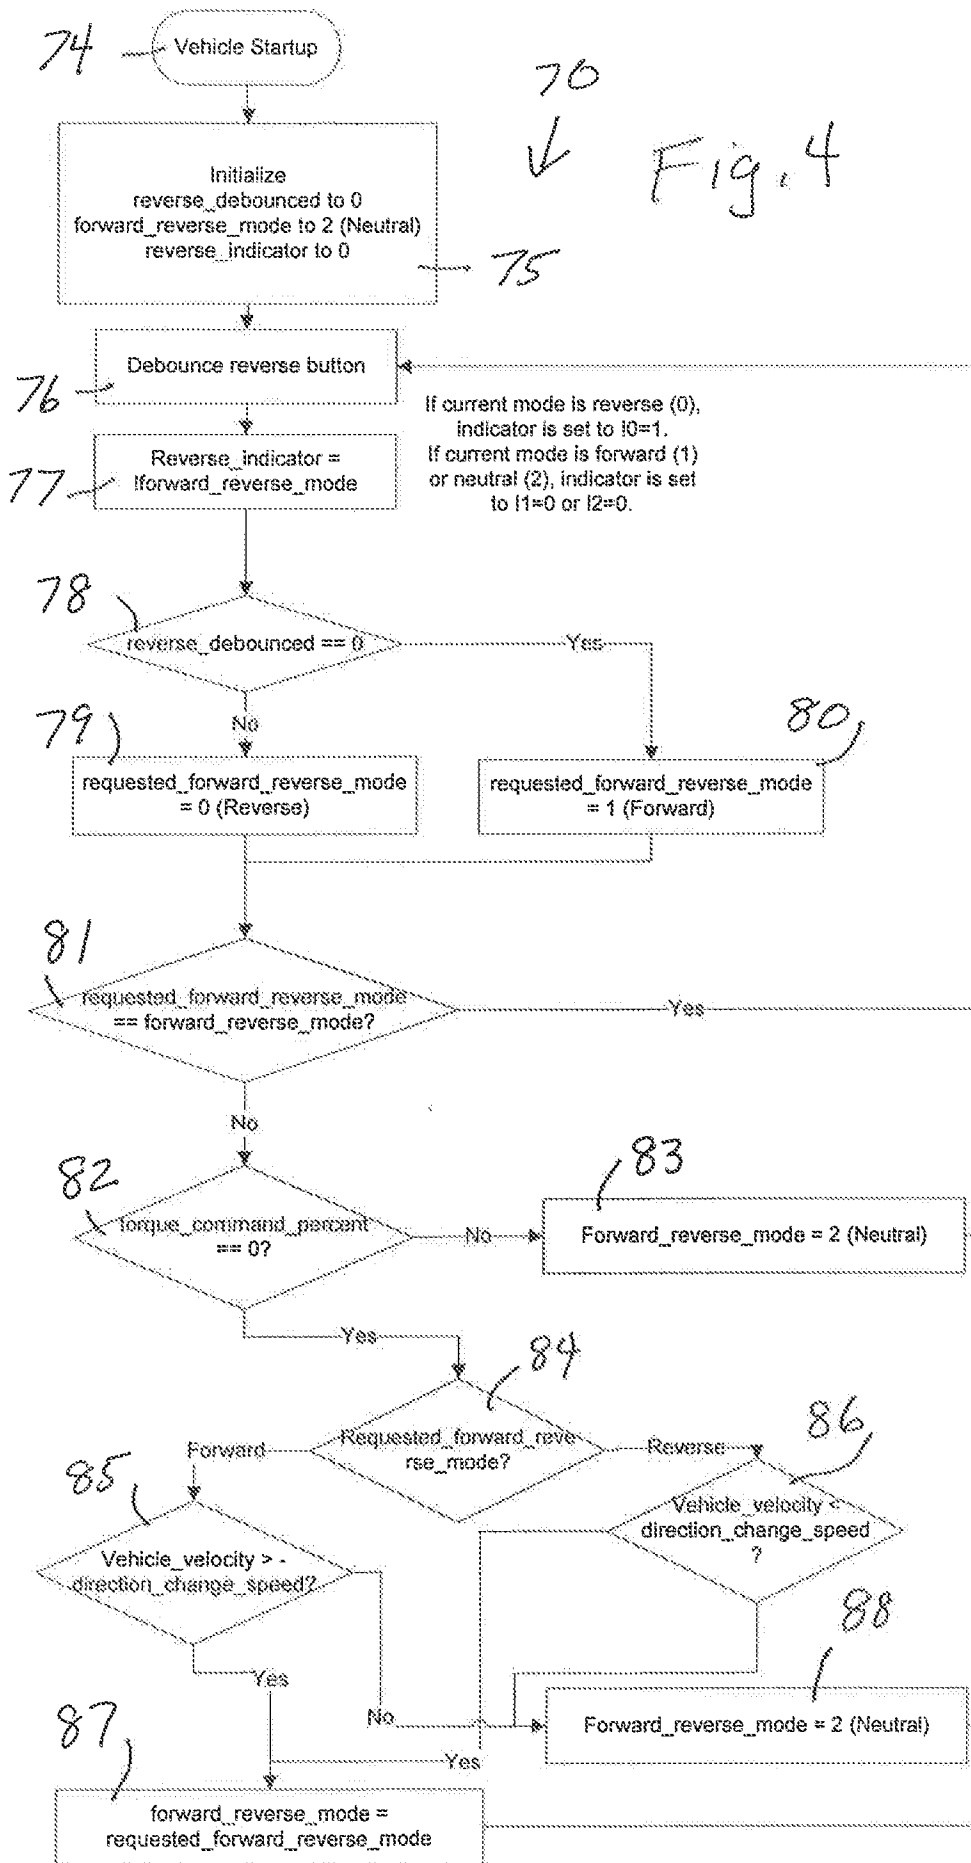 74
Vehicle Startup
70
Fig. 4
Initialize
reverse_debounced to 0
forward_reverse_mode to 2 (Neutral)
reverse_indicator to 0
75
76
Debounce reverse button
If current mode is reverse (0),
indicator is set to !0=1.
If current mode is forward (1)
or neutral (2), indicator is set
to !1=0 or !2=0.
77
Reverse_indicator =
!forward_reverse_mode
78
reverse_debounced == 0
Yes
No
79
requested_forward_reverse_mode
= 0 (Reverse)
80
requested_forward_reverse_mode
= 1 (Forward)
81
requested_forward_reverse_mode
== forward_reverse_mode?
Yes
No
82
torque_command_percent
== 0?
No
83
Forward_reverse_mode = 2 (Neutral)
Yes
84
Requested_forward_reve
rse_mode?
Forward
Reverse
85
Vehicle_velocity > -
direction_change_speed?
86
Vehicle_velocity <
direction_change_speed
?
Yes
No
88
Forward_reverse_mode = 2 (Neutral)
Yes
87
forward_reverse_mode =
requested_forward_reverse_mode